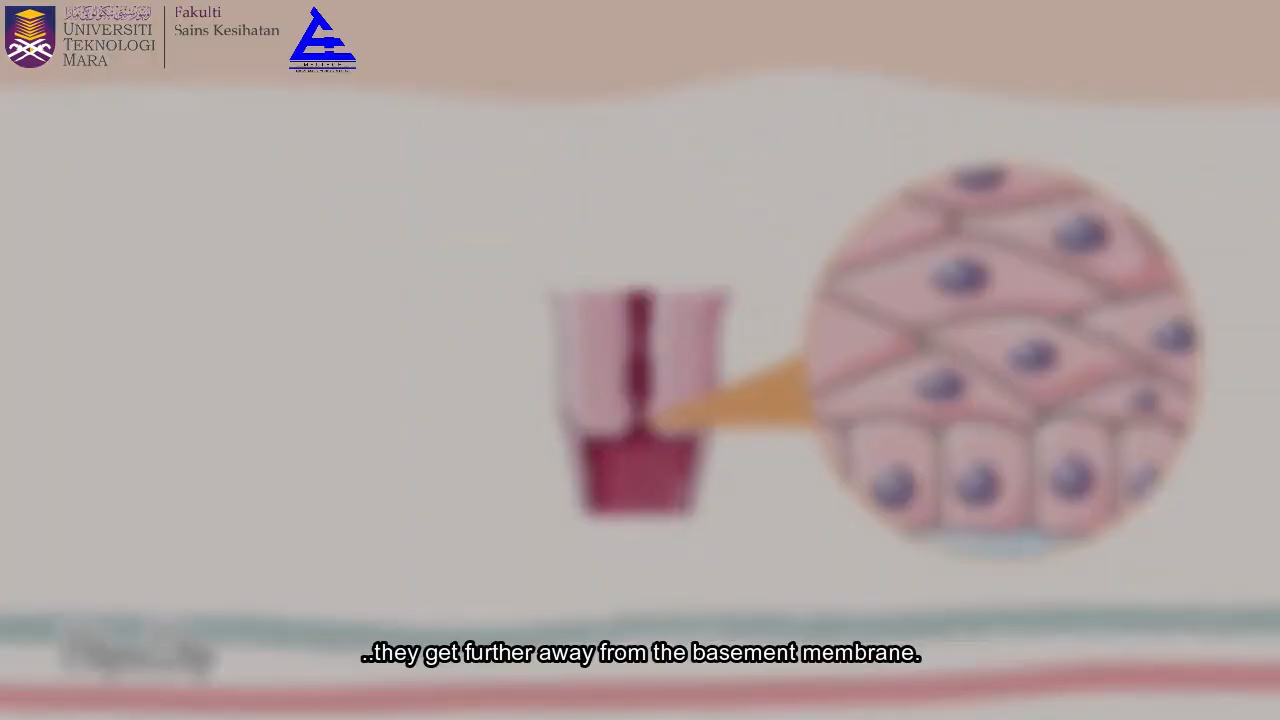 UNIVERSITI
TEKNOLOGI
MARA
Fakulti
Sains Kesihatan
..they get further away from the basement membrane.